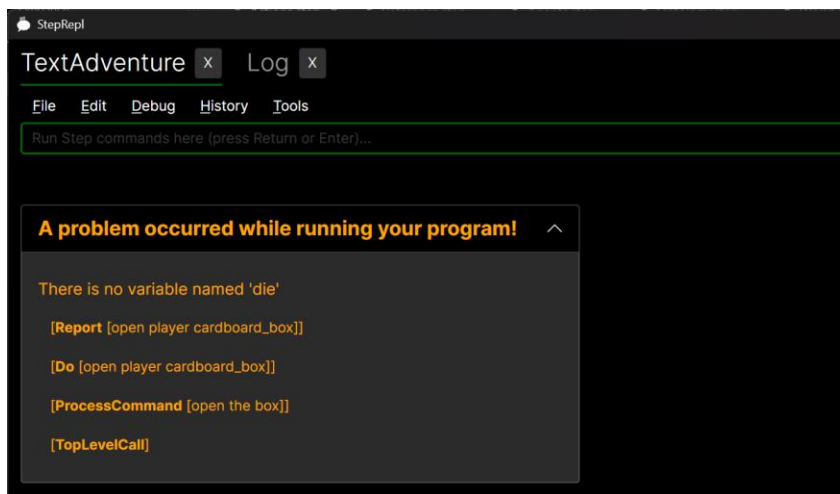 StepRepl
TextAdventure X Log X
File Edit Debug History Tools
Run Step commands here (press Return or Enter)...
A problem occurred while running your program!
There is no variable named 'die'
[Report [open player cardboard_box]]
[Do [open player cardboard_box]]
[ProcessCommand [open the box]]
[TopLevelCall]